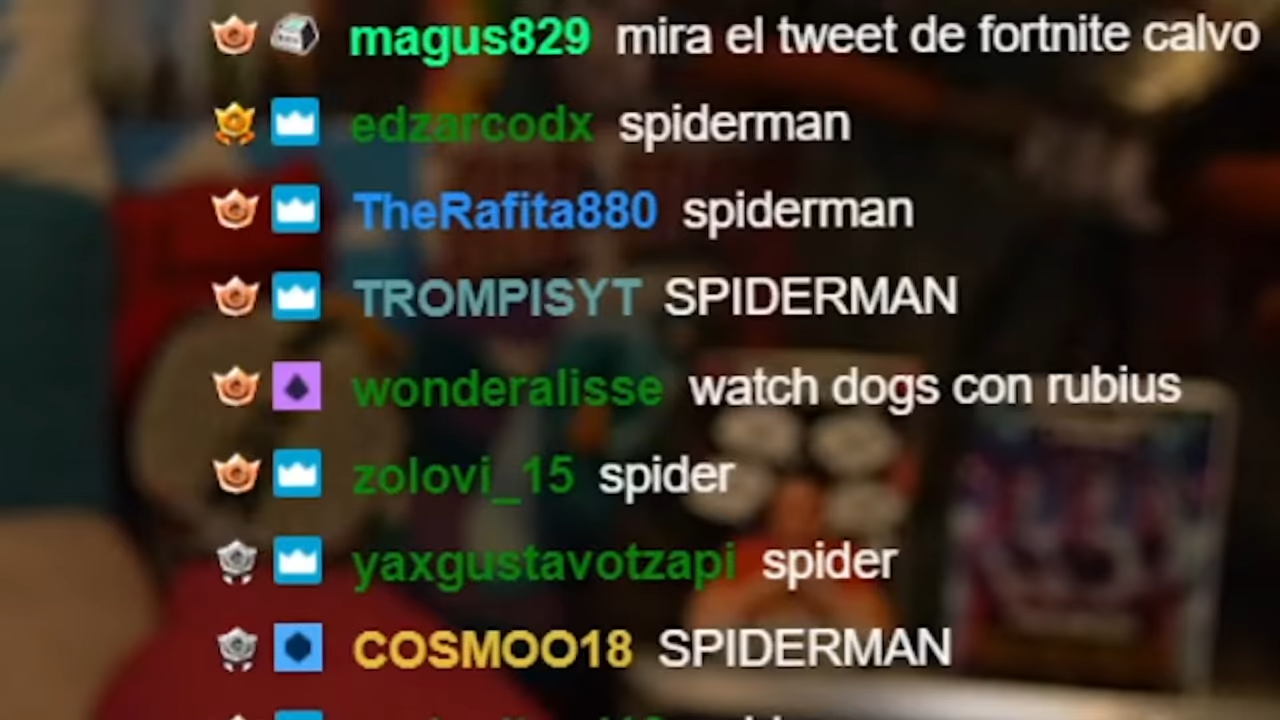 magus829 mira el tweet de fortnite calvo
edzarcodx spiderman
TheRafita880 spiderman
TROMPISYT SPIDERMAN
wonderalisse watch dogs con rubius
zolovi_15 spider
yaxgustavotzapi spider
COSMOO18 SPIDERMAN